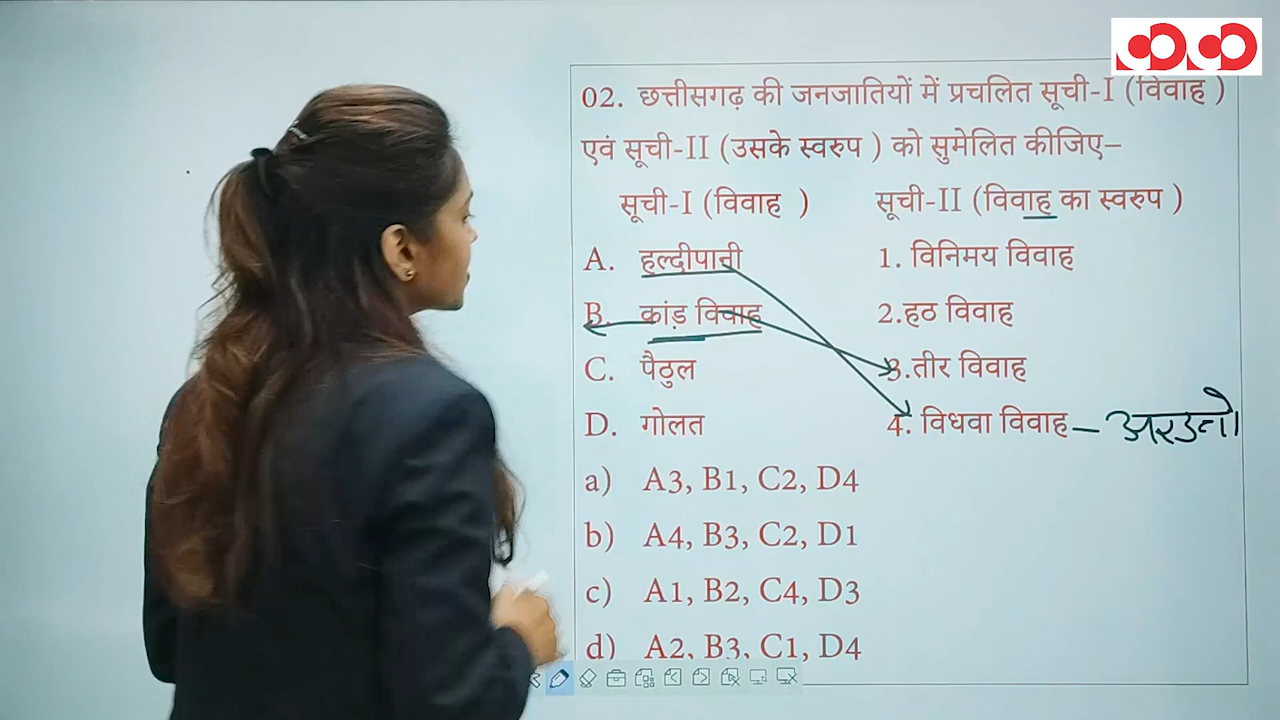 02. छत्तीसगढ़ की जनजातियों में प्रचलित सूची-I (विवाह )
एवं सूची-II (उसके स्वरुप ) को सुमेलित कीजिए–
सूची-I (विवाह ) सूची-II (विवाह का स्वरुप )
A. हल्दीपानी 1. विनिमय विवाह
B. कांड़ विवाह 2.हठ विवाह
C. पैठुल 3.तीर विवाह
D. गोलत 4. विधवा विवाह –
a) A3, B1, C2, D4
b) A4, B3, C2, D1
c) A1, B2, C4, D3
d) A2, B3, C1, D4